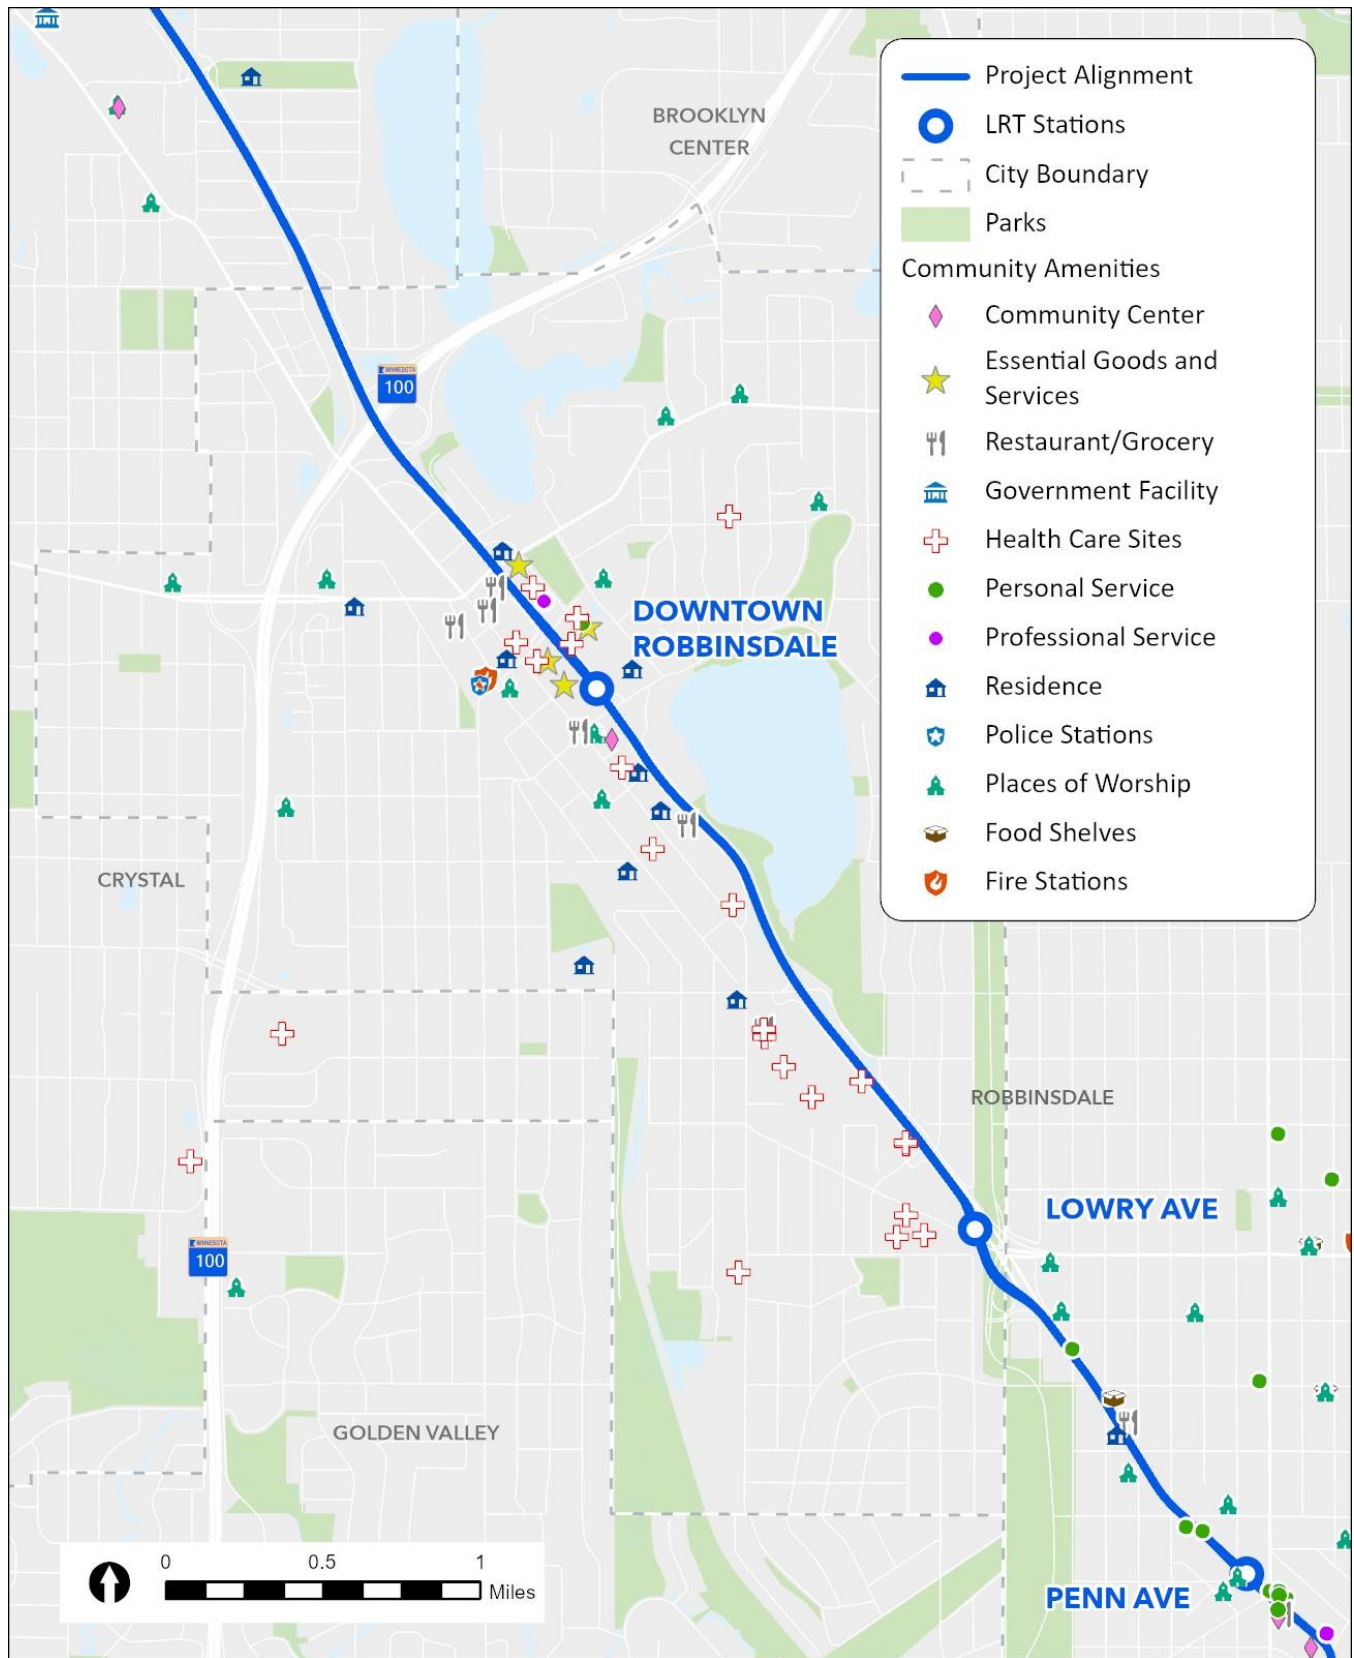 BROOKLYN
CENTER
Project Alignment
LRT Stations
City Boundary
Parks
Community Amenities
Community Center
Essential Goods and
Services
Restaurant/Grocery
Government Facility
Health Care Sites
Personal Service
Professional Service
Residence
Police Stations
Places of Worship
Food Shelves
Fire Stations
MINNESOTA
100
DOWNTOWN
ROBBINSDALE
CRYSTAL
ROBBINSDALE
LOWRY AVE
MINNESOTA
100
GOLDEN VALLEY
0 0.5 1
Miles
PENN AVE